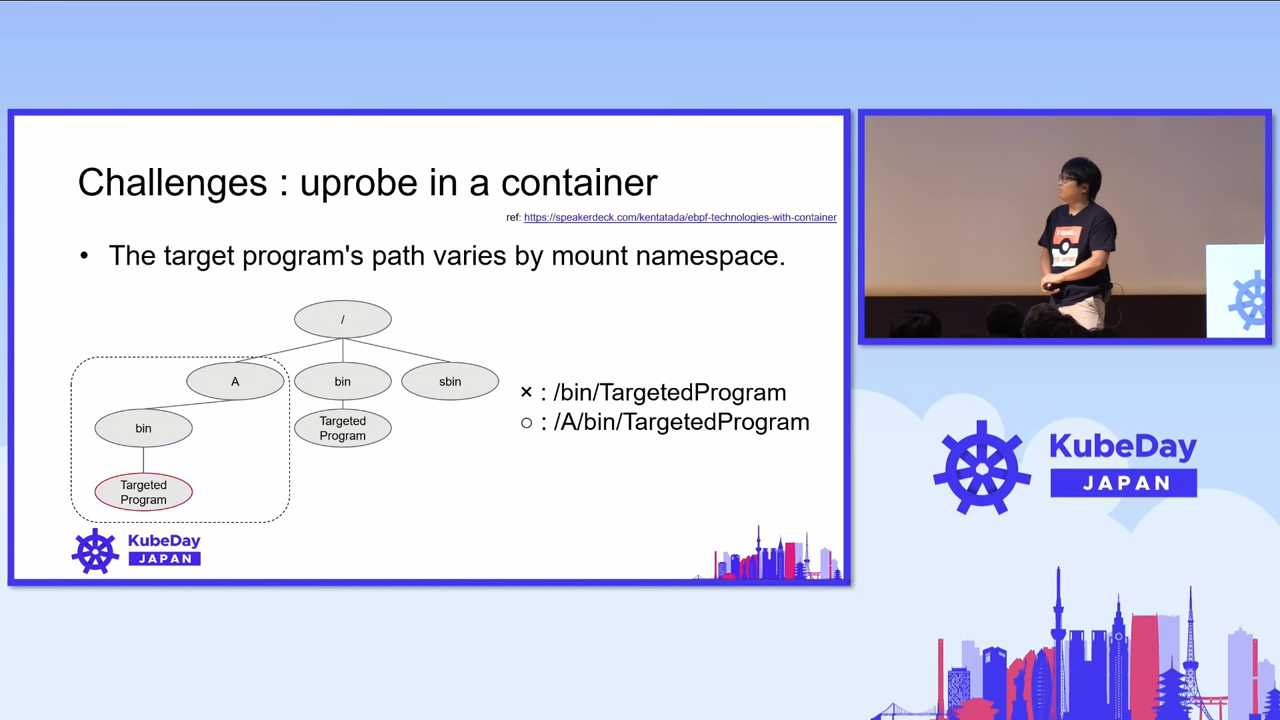 Challenges : uprobe in a container
ref: https://speakerdeck.com/kentatada/ebpf-technologies-with-container
• The target program's path varies by mount namespace.
/
A
bin
sbin
bin
Targeted
Program
Targeted
Program
× : /bin/TargetedProgram
○ : /A/bin/TargetedProgram
KubeDay
JAPAN
KubeDay
JAPAN